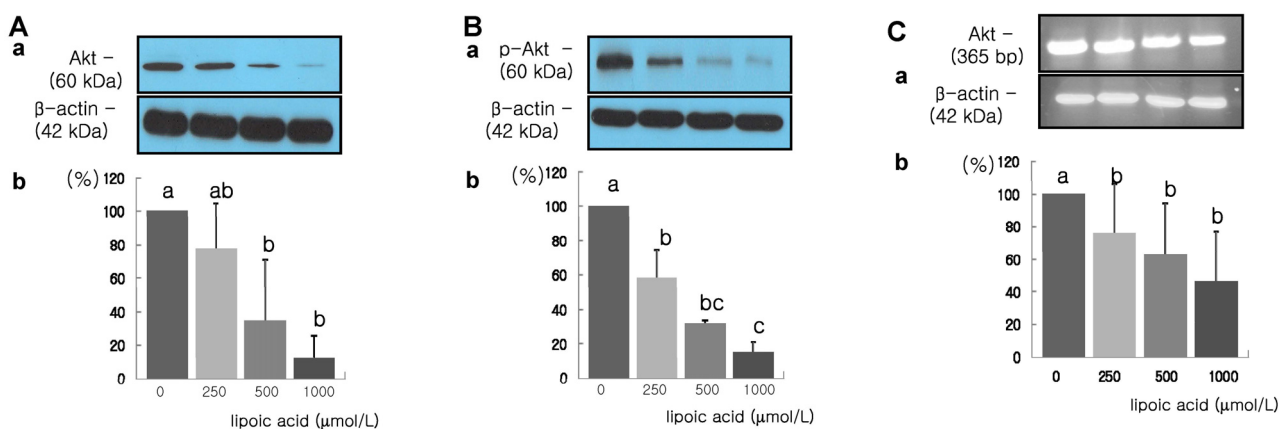 A
a
Akt –
(60 kDa)
β–actin –
(42 kDa)
b
(%)
120
100
80
60
40
20
0
a
ab
b
b
0 250 500 1000
lipoic acid (μmol/L)
B
a
p–Akt –
(60 kDa)
β–actin –
(42 kDa)
b
(%)
120
100
80
60
40
20
0
a
b
bc
c
0 250 500 1000
lipoic acid (μmol/L)
C
a
Akt –
(365 bp)
β–actin –
(42 kDa)
b
(%)
120
100
80
60
40
20
0
a
b
b
b
0 250 500 1000
lipoic acid (μmol/L)